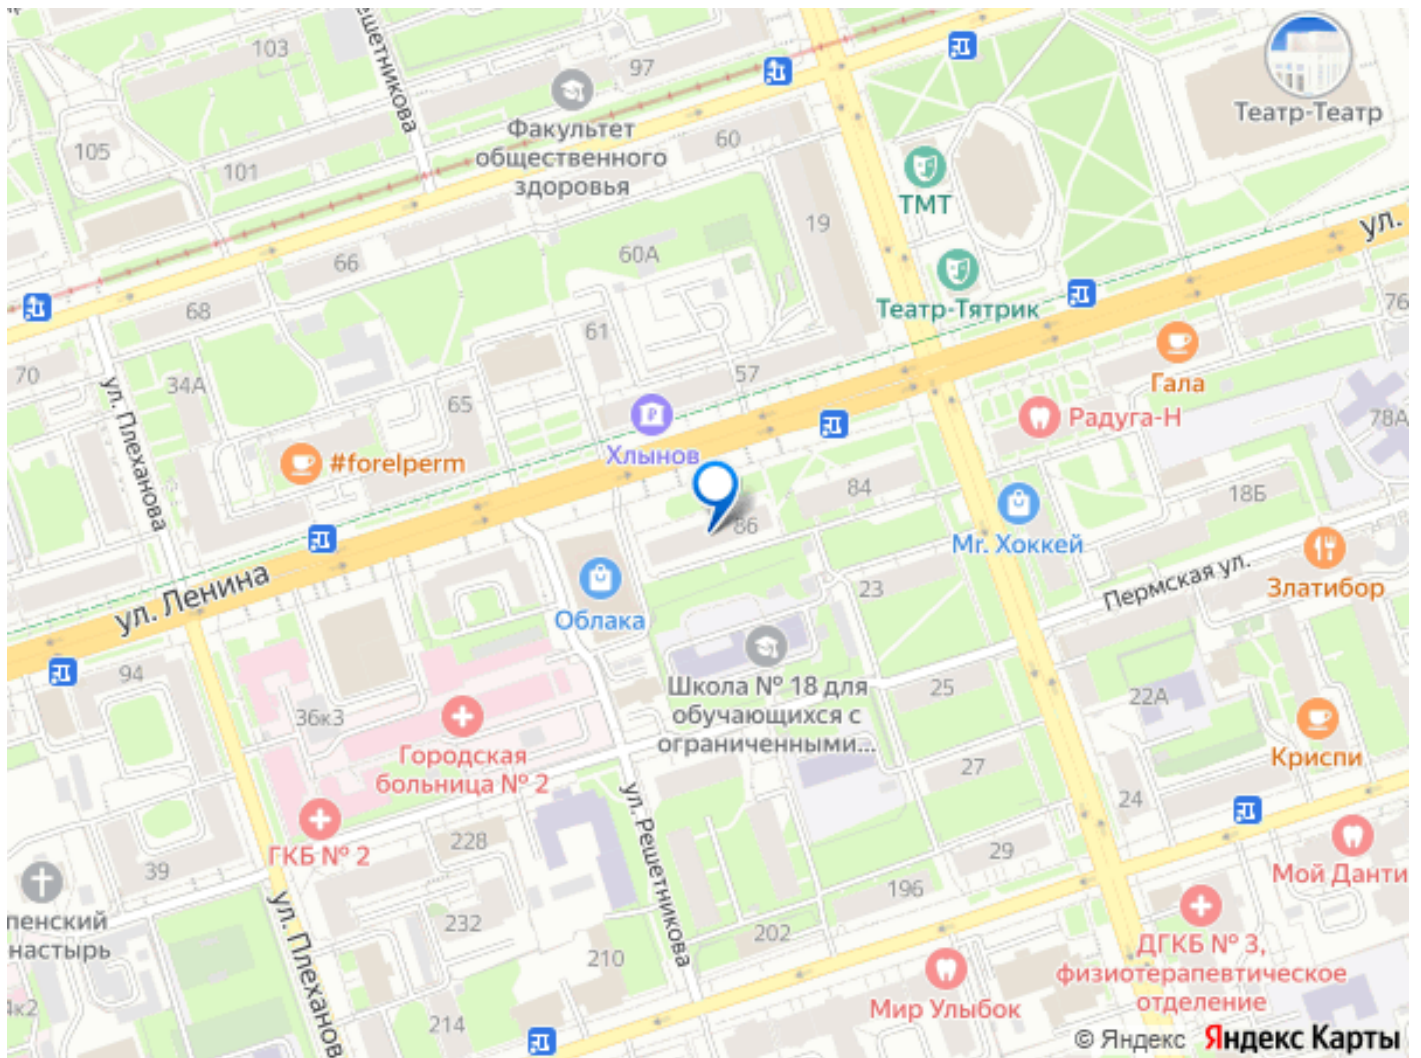 103
97
ешетникова
Театр-Театр
Факультет
общественного
здоровья
60
105
101
ТМТ
19
ул.
60А
66
Театр-Тятрик
68
61
76
70
34А
57
Гала
65
ул. Плеханова
Радуга-Н
78А
#forelperm
Хлынов
84
18Б
86
Mr. Хоккей
Златибор
Пермская ул.
ул. Ленина
Облака
23
94
Школа № 18 для
обучающихся с
ограниченными...
25
22А
36к3
Городская
больница № 2
27
Криспи
24
ул. Решетникова
ГКБ № 2
228
29
39
Мой Данти
196
пенский
настырь
232
202
ул. Плеханов
210
ДГКБ № 3,
физиотерапевтическое
отделение
Мир Улыбок
4к2
214
© Яндекс Яндекс Карты